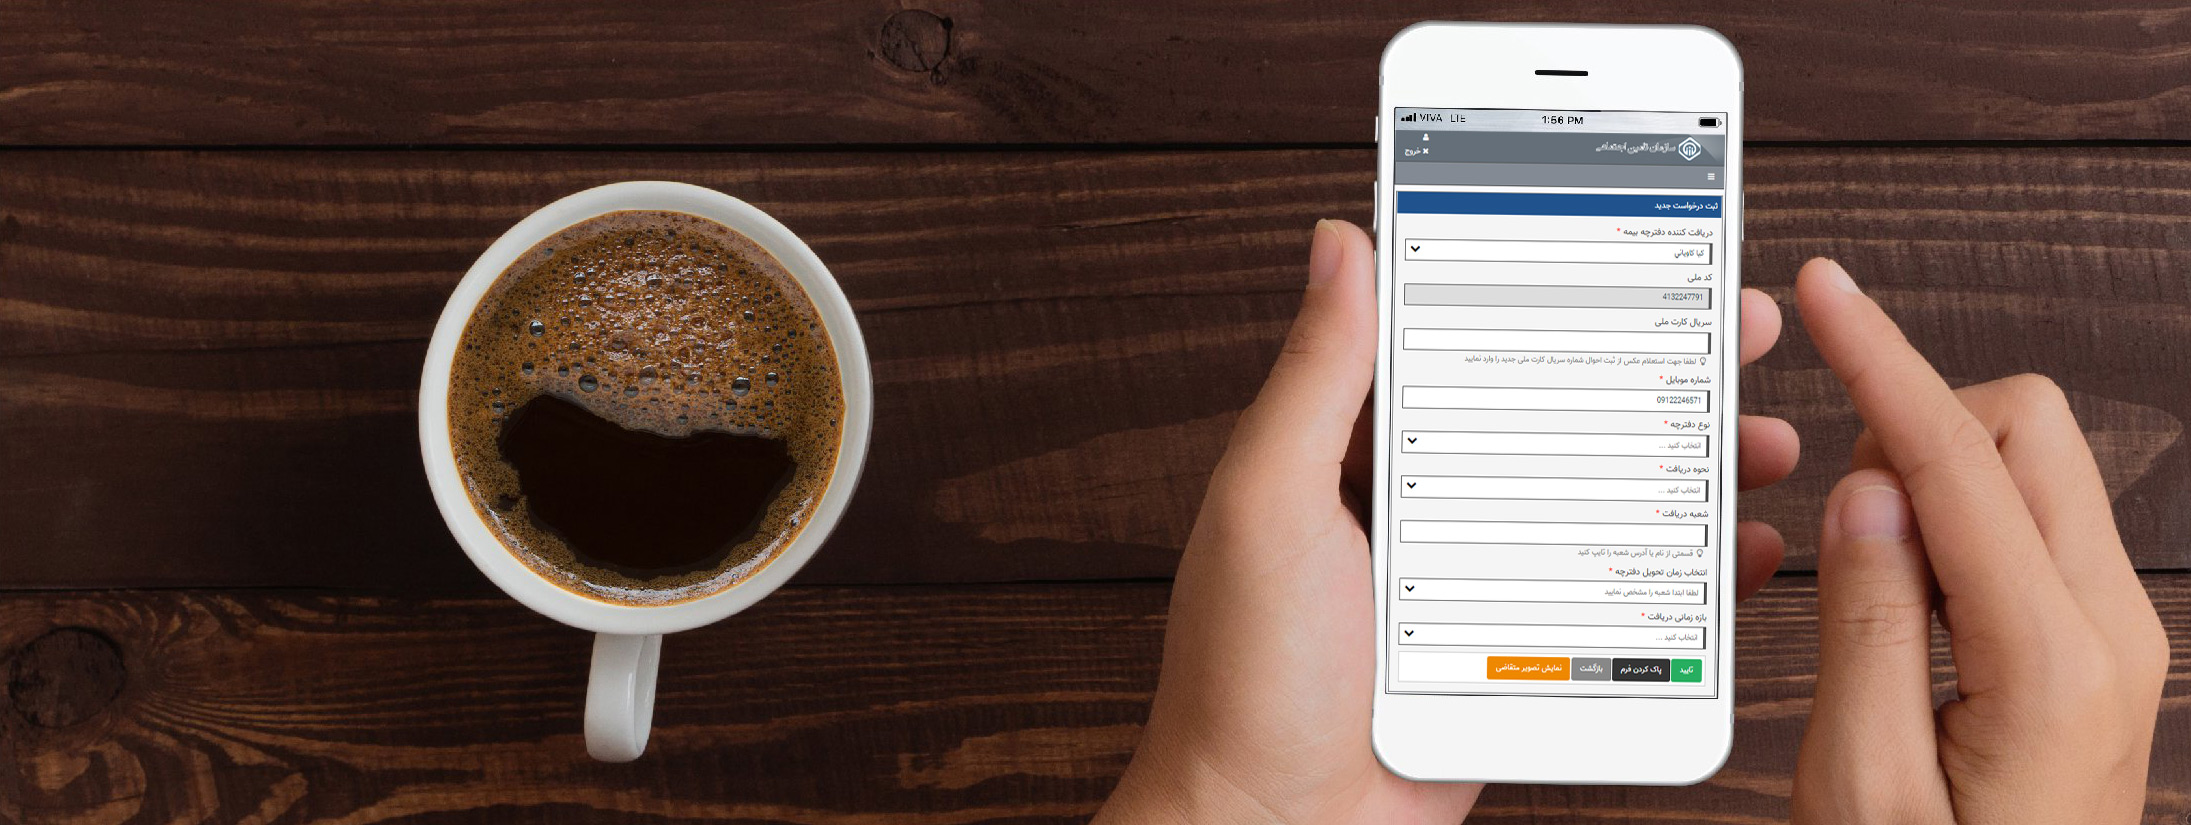 VIVA LTE 1:56 PM
خروج
سازمان تامین اجتماعی
ثبت درخواست جدید
دریافت کننده دفترچه بیمه *
کیا کاویانی
کد ملی
4132247791
سریال کارت ملی
لطفا جهت استعلام عکس از ثبت احوال شماره سریال کارت ملی جدید را وارد نمایید
شماره موبایل *
09122246571
نوع دفترچه *
انتخاب کنید ...
نحوه دریافت *
انتخاب کنید ...
شعبه دریافت *
قسمتی از نام یا آدرس شعبه را تایپ کنید
انتخاب زمان تحویل دفترچه *
لطفا ابتدا شعبه را مشخص نمایید
بازه زمانی دریافت *
انتخاب کنید ...
تایید پاک کردن فرم بازگشت نمایش تصویر متقاضی